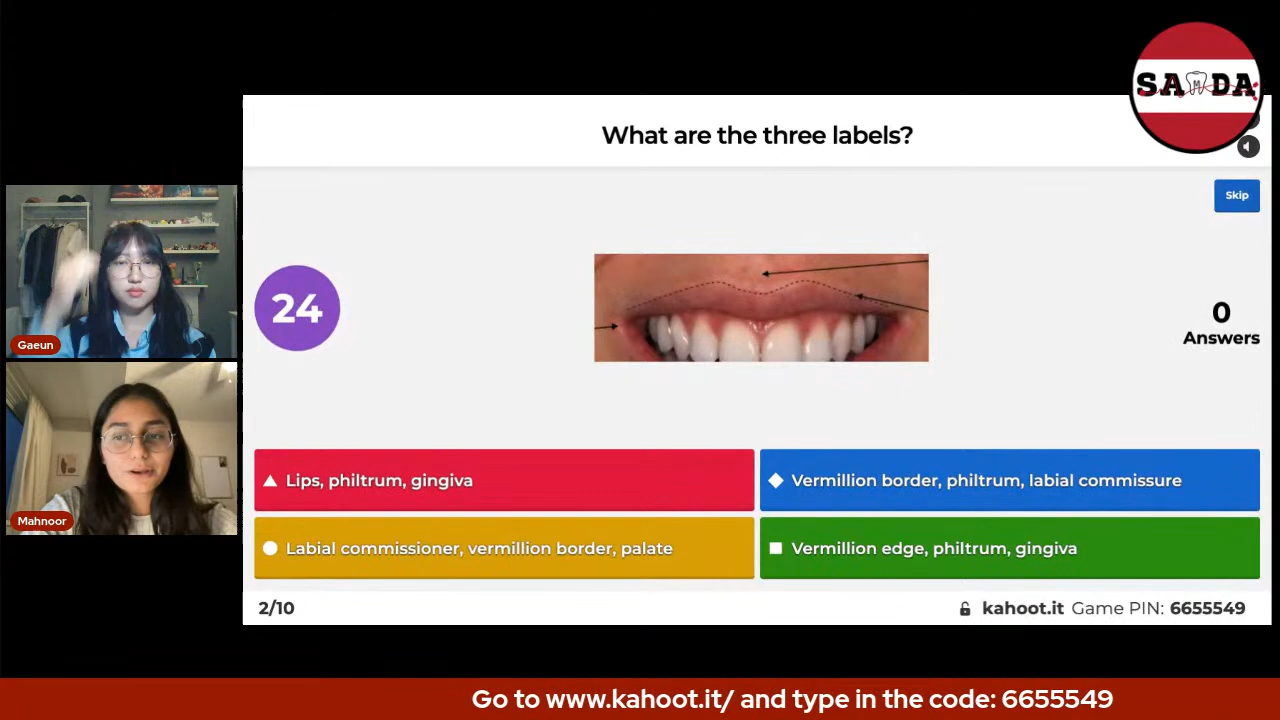 SAMDA
What are the three labels?
Skip
24
0
Answers
Gaeun
Mahnoor
Lips, philtrum, gingiva
Vermillion border, philtrum, labial commissure
Labial commissioner, vermillion border, palate
Vermillion edge, philtrum, gingiva
2/10
kahoot.it Game PIN: 6655549
Go to www.kahoot.it/ and type in the code: 6655549